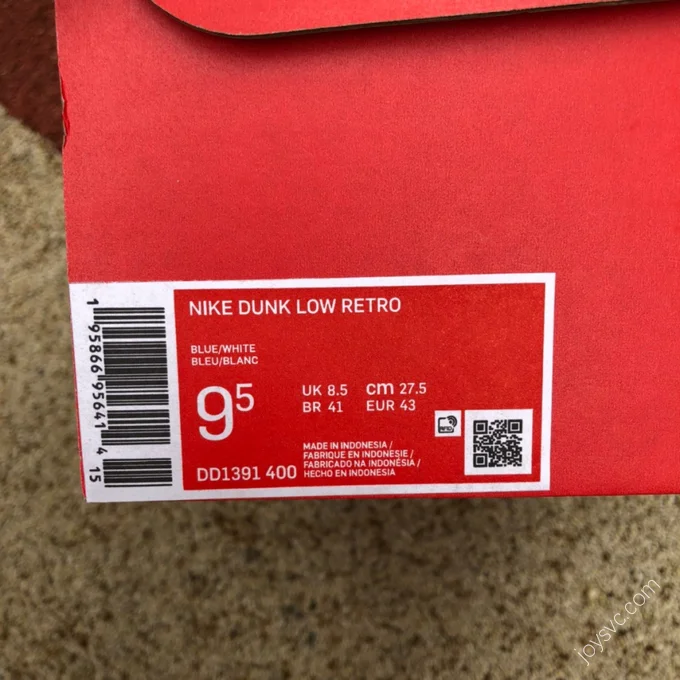 NIKE DUNK LOW RETRO
BLUE/WHITE
BLEU/BLANC
9⁵
UK 8.5
cm 27,5
BR 41
EUR 43
RFID
DD1391 400
MADE IN INDONESIA /
FABRIQUE EN INDONESIE /
FABRICADO NA INDONÉSIA /
HECHO EN INDONESIA
1 95866 95641 4 15
joysvc.com